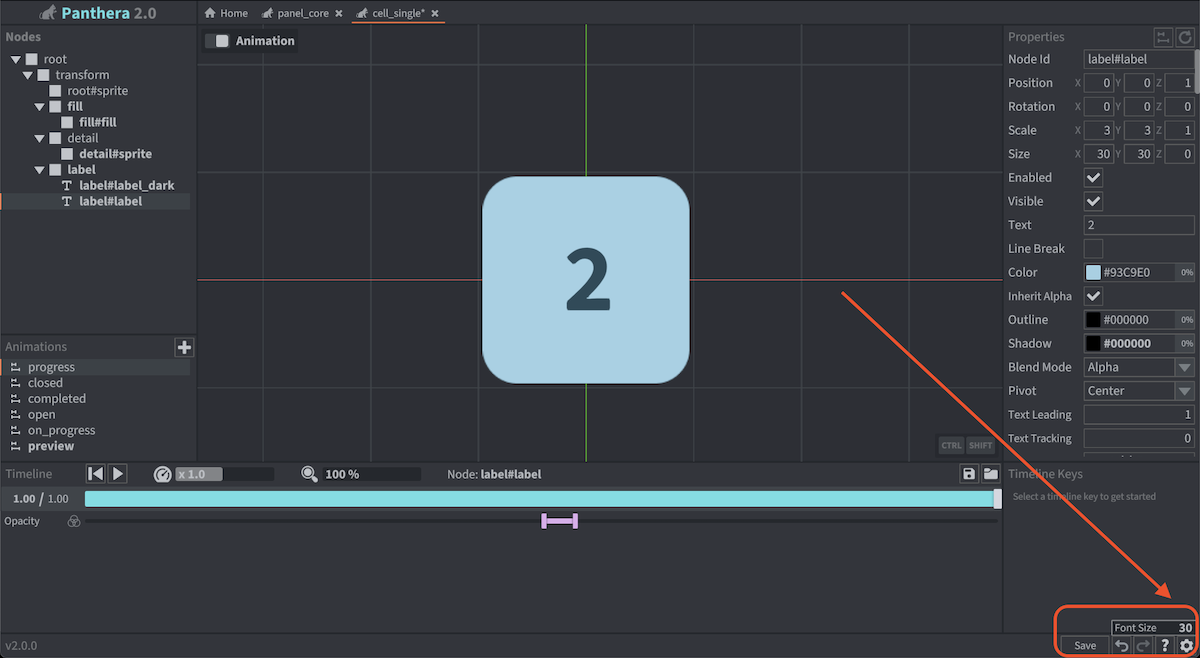 Panthera 2.0
Home
panel_core
cell_single*
Nodes
root
transform
root#sprite
fill
fill#fill
detail
detail#sprite
label
label#label_dark
label#label
Animations
progress
closed
completed
open
on_progress
preview
Animation
2
CTRL SHIFT
Properties
Node Id label#label
Position X 0 Y 0 Z 1
Rotation X 0 Y 0 Z 0
Scale X 3 Y 3 Z 1
Size X 30 Y 30 Z 0
Enabled
Visible
Text 2
Line Break
Color #93C9E0 0%
Inherit Alpha
Outline #000000 0%
Shadow #000000 0%
Blend Mode Alpha
Pivot Center
Text Leading 1
Text Tracking 0
Timeline x 1.0 100 % Node: label#label
1.00 / 1.00
Opacity
Timeline Keys
Select a timeline key to get started
Font Size 30
Save ?
v2.0.0